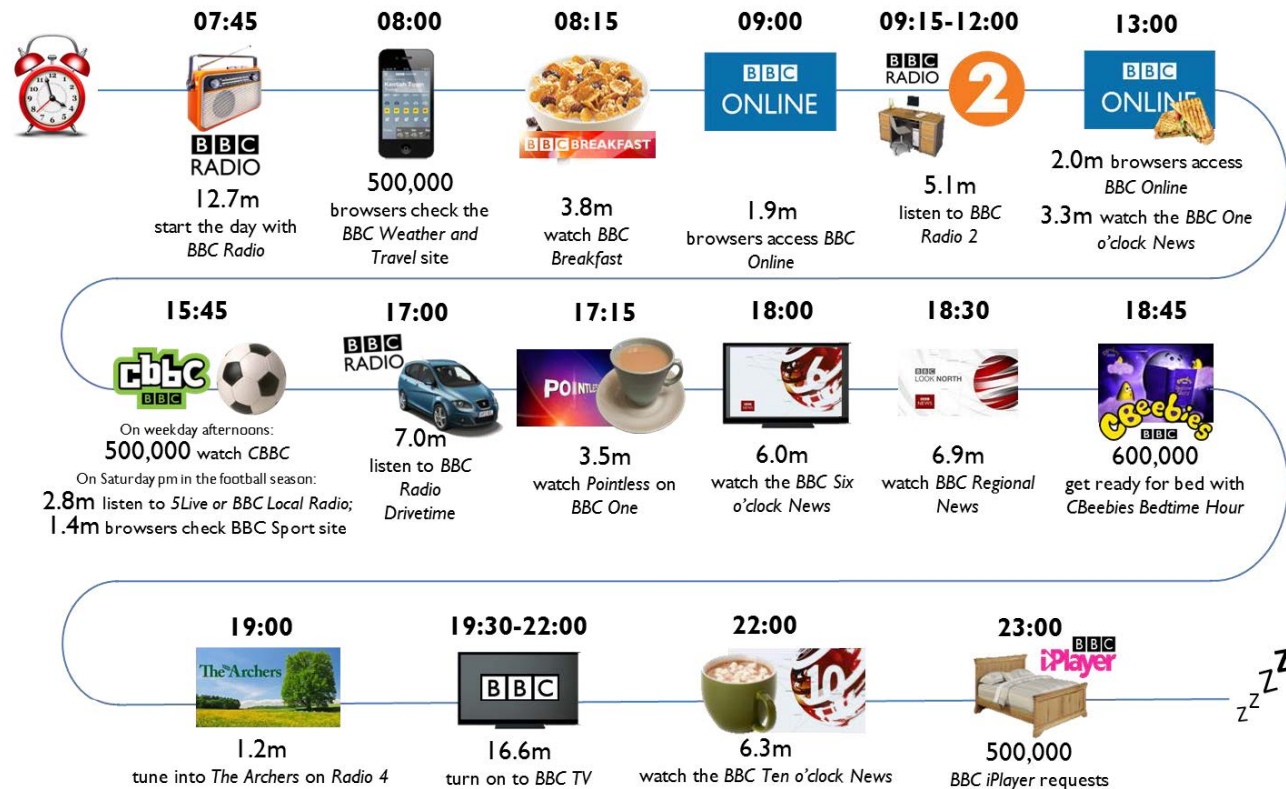 07:45
08:00
08:15
09:00
09:15-12:00
13:00
BBC
RADIO
BBC BREAKFAST
BBC
ONLINE
BBC
RADIO
2
BBC
ONLINE
12.7m
start the day with
BBC Radio
500,000
browsers check the
BBC Weather and
Travel site
3.8m
watch BBC
Breakfast
1.9m
browsers access BBC
Online
5.1m
listen to BBC
Radio 2
2.0m browsers access
BBC Online
3.3m watch the BBC One
o'clock News
15:45
17:00
17:15
18:00
18:30
18:45
cbbc
BBC
BBC
RADIO
POINTLE
6
BBC
NEWS
BBC
LOOK NORTH
BBC
NEWS
CBeebies
BBC
On weekday afternoons:
500,000 watch CBBC
On Saturday pm in the football season:
2.8m listen to 5Live or BBC Local Radio;
1.4m browsers check BBC Sport site
7.0m
listen to BBC
Radio
Drivetime
3.5m
watch Pointless on
BBC One
6.0m
watch the BBC Six
o'clock News
6.9m
watch BBC Regional
News
600,000
get ready for bed with
CBeebies Bedtime Hour
19:00
19:30-22:00
22:00
23:00
The Archers
BBC
10
BBC
iPlayer
zzZZ
1.2m
tune into The Archers on Radio 4
16.6m
turn on to BBC TV
6.3m
watch the BBC Ten o'clock News
500,000
BBC iPlayer requests